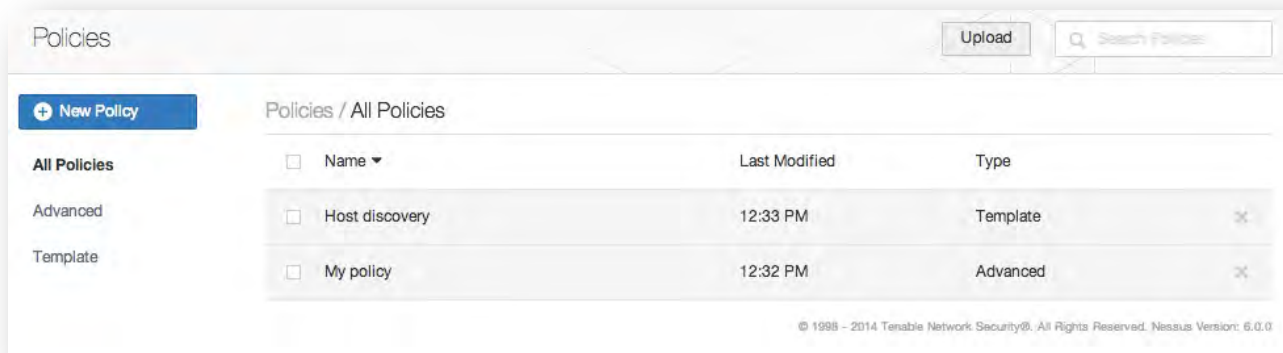 Policies
Upload
Search Policies
New Policy
Policies / All Policies
All Policies
Advanced
Template
Name
Last Modified
Type
Host discovery
12:33 PM
Template
My policy
12:32 PM
Advanced
© 1998 - 2014 Tenable Network Security®. All Rights Reserved. Nessus Version: 6.0.0